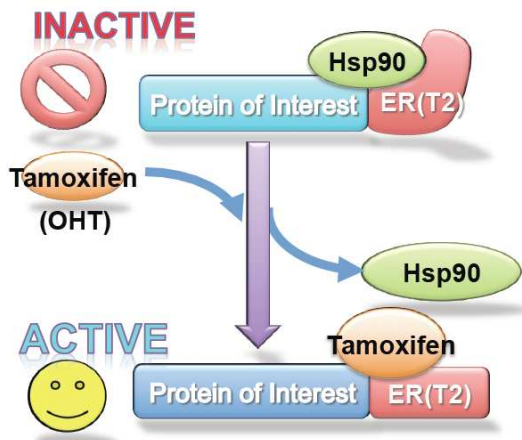 INACTIVE
Hsp90
Protein of Interest
ER(T2)
Tamoxifen
(OHT)
Hsp90
ACTIVE
Tamoxifen
Protein of Interest
ER(T2)